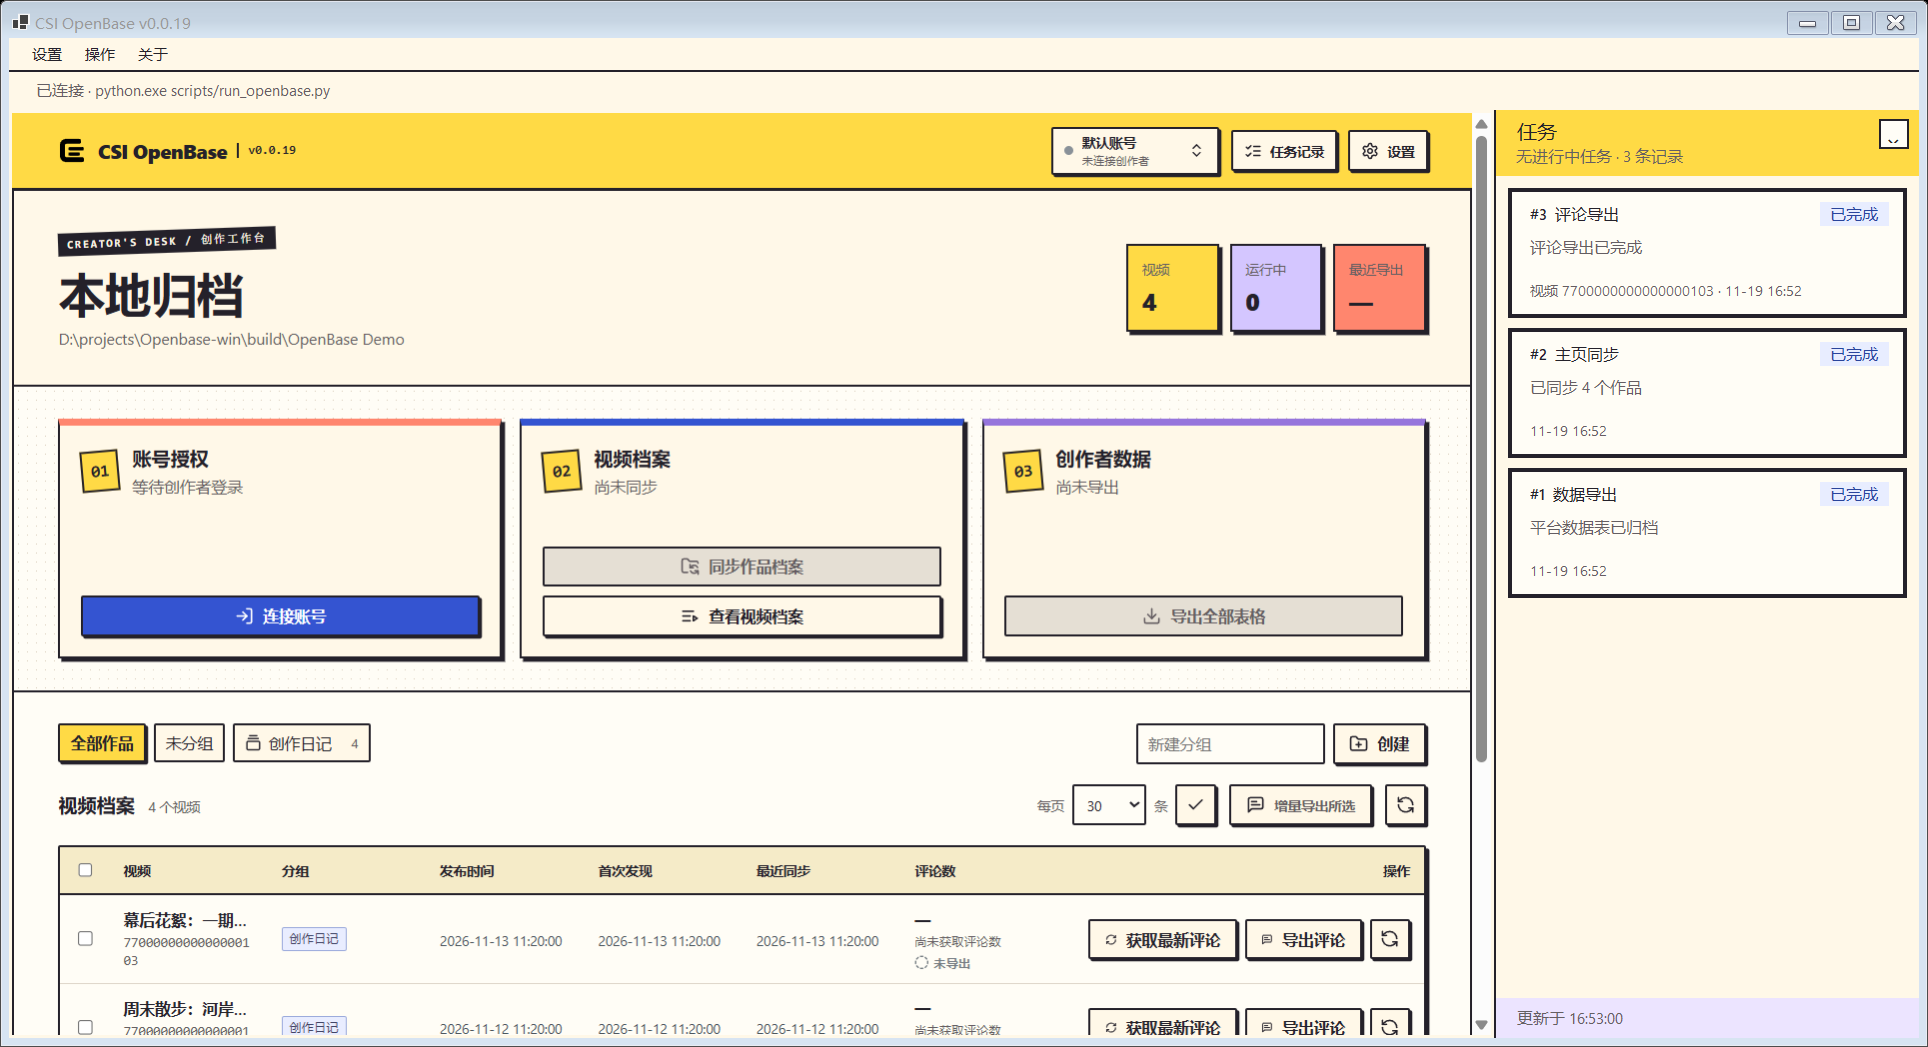 CSI OpenBase v0.0.19
设置 操作 关于
已连接 · python.exe scripts/run_openbase.py
CSI OpenBase | v0.0.19
默认账号
未连接创作者
任务记录
设置
CREATOR'S DESK / 创作工作台
本地归档
D:\projects\Openbase-win\build\OpenBase Demo
视频
4
运行中
0
最近导出
—
01
账号授权
等待创作者登录
连接账号
02
视频档案
尚未同步
同步作品档案
查看视频档案
03
创作者数据
尚未导出
导出全部表格
全部作品
未分组
创作日记 4
新建分组
创建
视频档案 4 个视频
每页 30 条
增量导出所选
视频 分组 发布时间 首次发现 最近同步 评论数 操作
幕后花絮：一期...
77000000000000001
03
创作日记
2026-11-13 11:20:00
2026-11-13 11:20:00
2026-11-13 11:20:00
—
尚未获取评论数
未导出
获取最新评论
导出评论
周末散步：河岸...
77000000000000001
创作日记
2026-11-12 11:20:00
2026-11-12 11:20:00
2026-11-12 11:20:00
—
尚未获取评论数
获取最新评论
导出评论
任务
无进行中任务 · 3 条记录
#3 评论导出 已完成
评论导出已完成
视频 7700000000000000103 · 11-19 16:52
#2 主页同步 已完成
已同步 4 个作品
11-19 16:52
#1 数据导出 已完成
平台数据表已归档
11-19 16:52
更新于 16:53:00